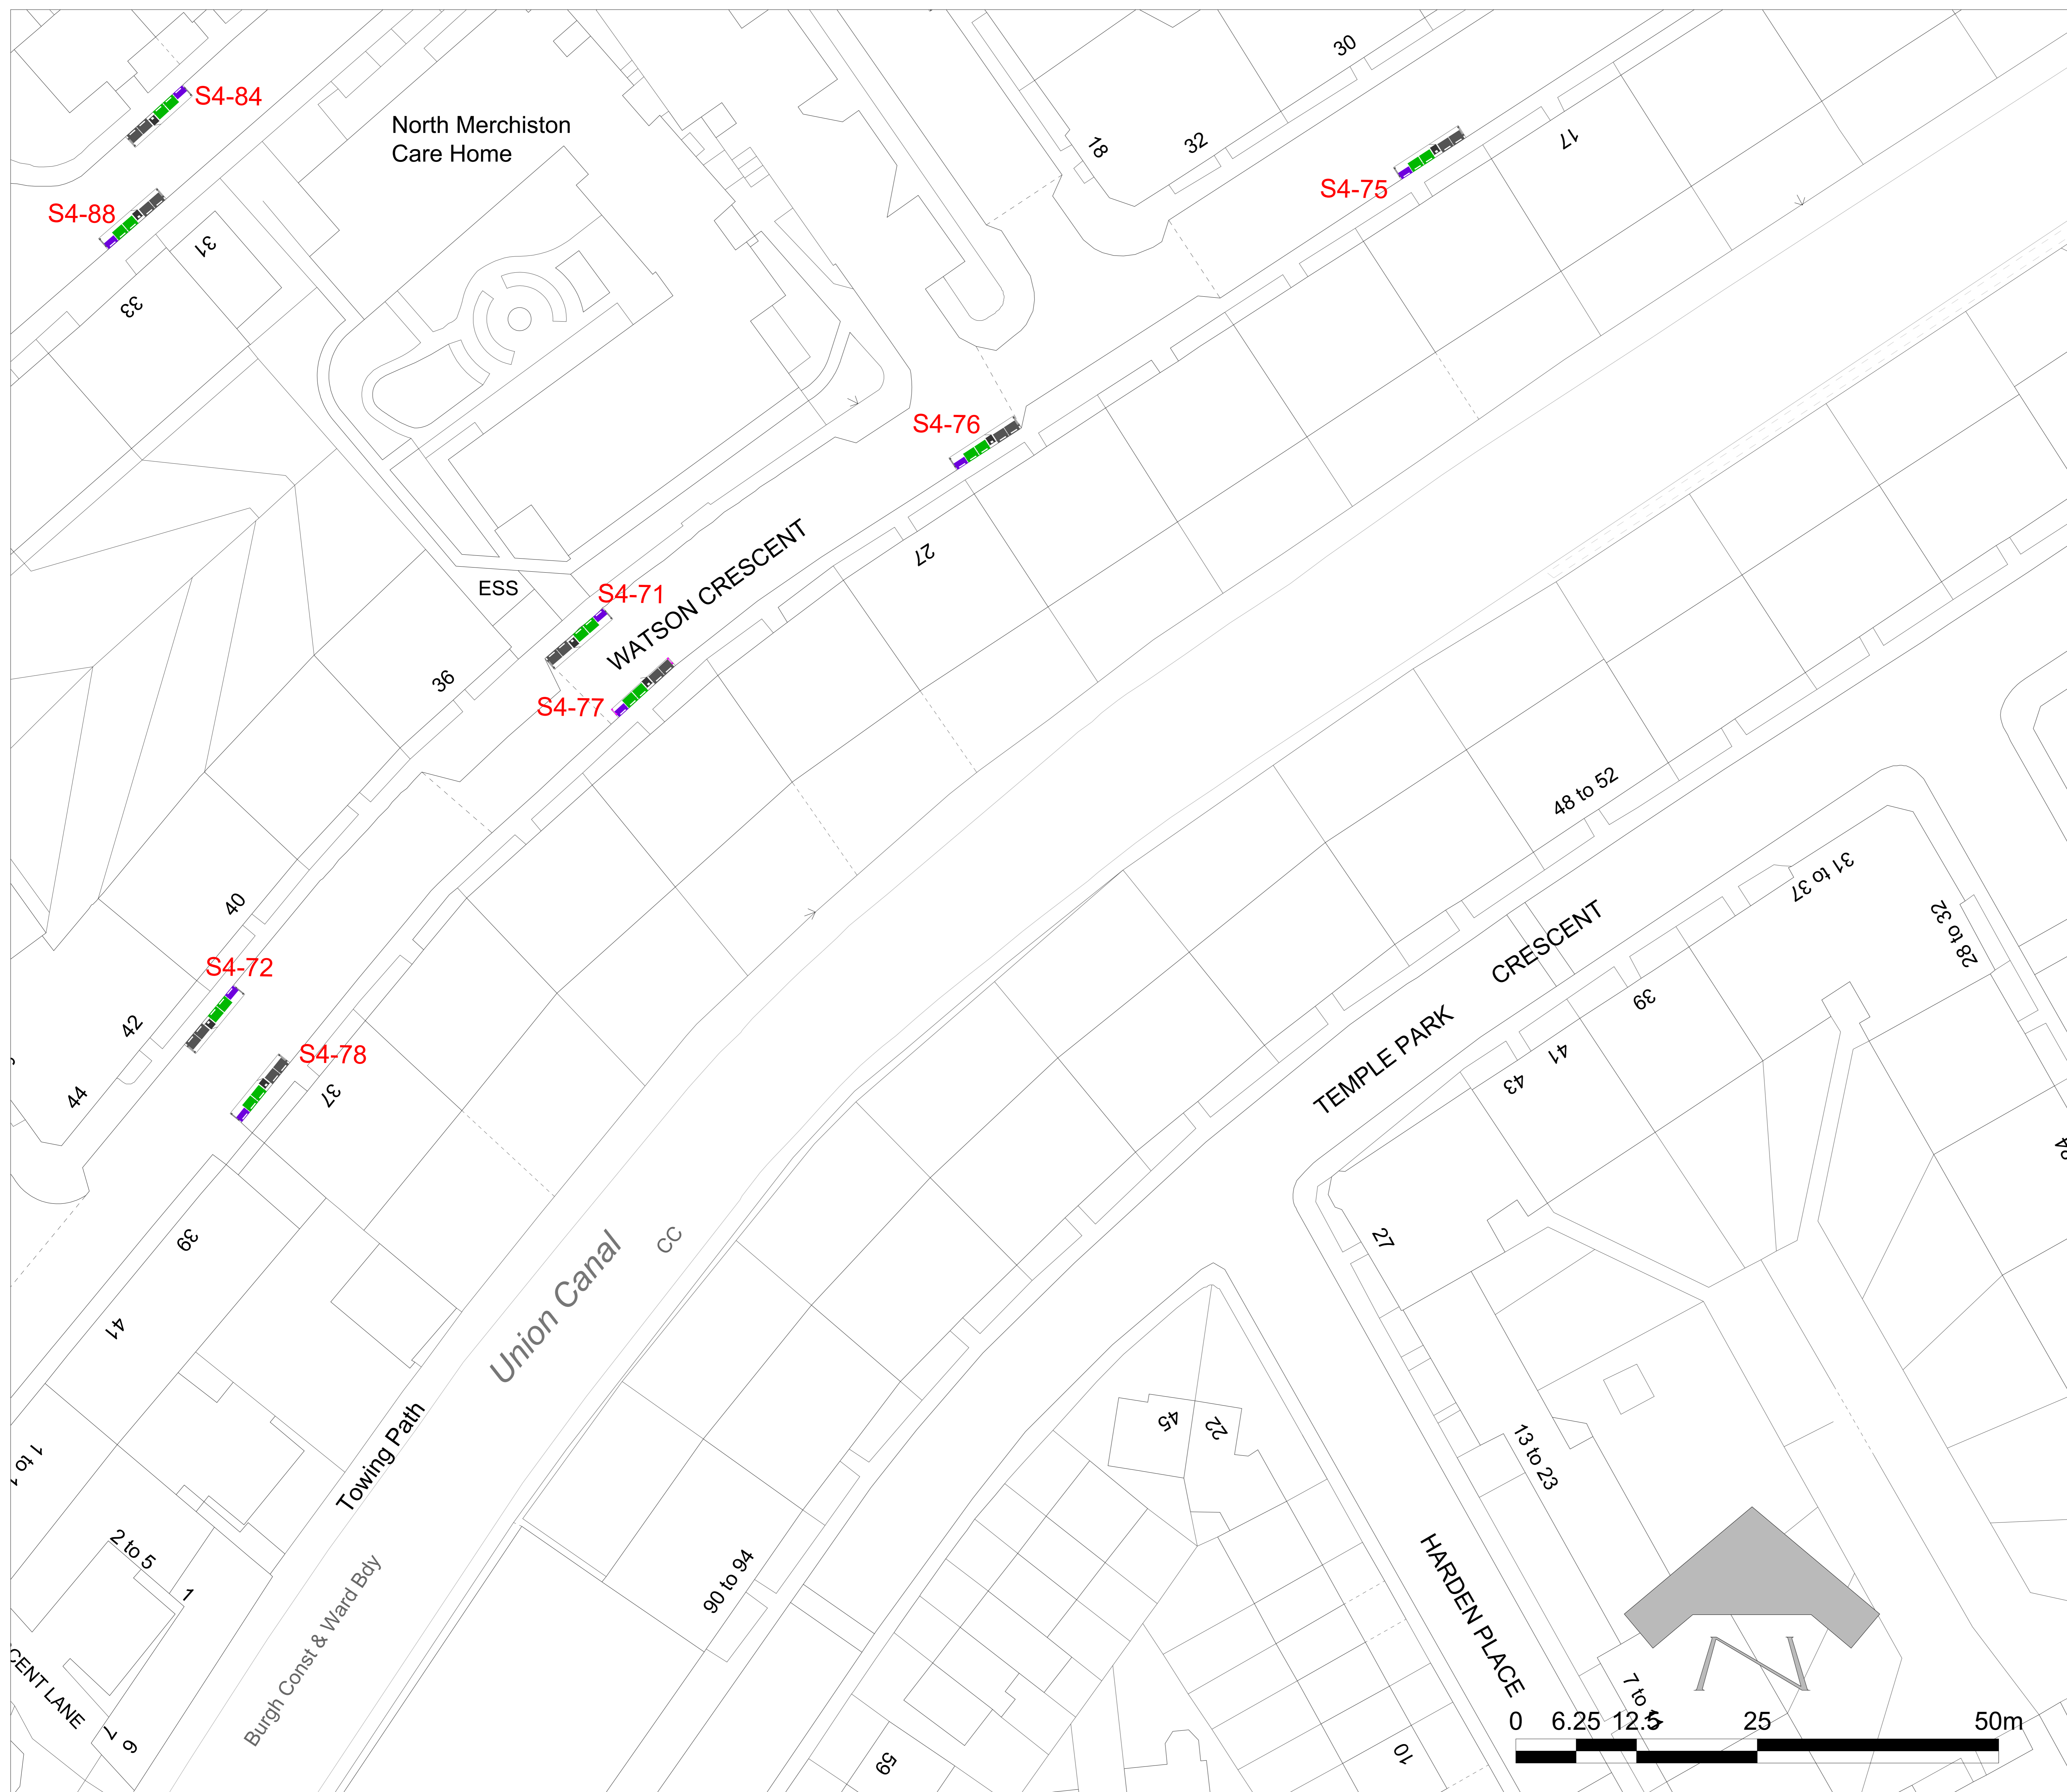 30
S4-84
North Merchiston
Care Home
17
32
18
S4-75
S4-88
31
33
S4-76
WATSON CRESCENT
27
ESS
S4-71
36
S4-77
48 to 52
31 to 37
40
CRESCENT
28 to 32
S4-72
39
42
TEMPLE PARK
41
S4-78
43
44
37
39
27
CC
Union Canal
41
45
22
Towing Path
13 to 23
2 to 5
1
90 to 94
HARDEN PLACE
Burgh Const & Ward Bdy
CENT LANE
7
6
7 to
59
10
0 6.25 12.5 25 50m